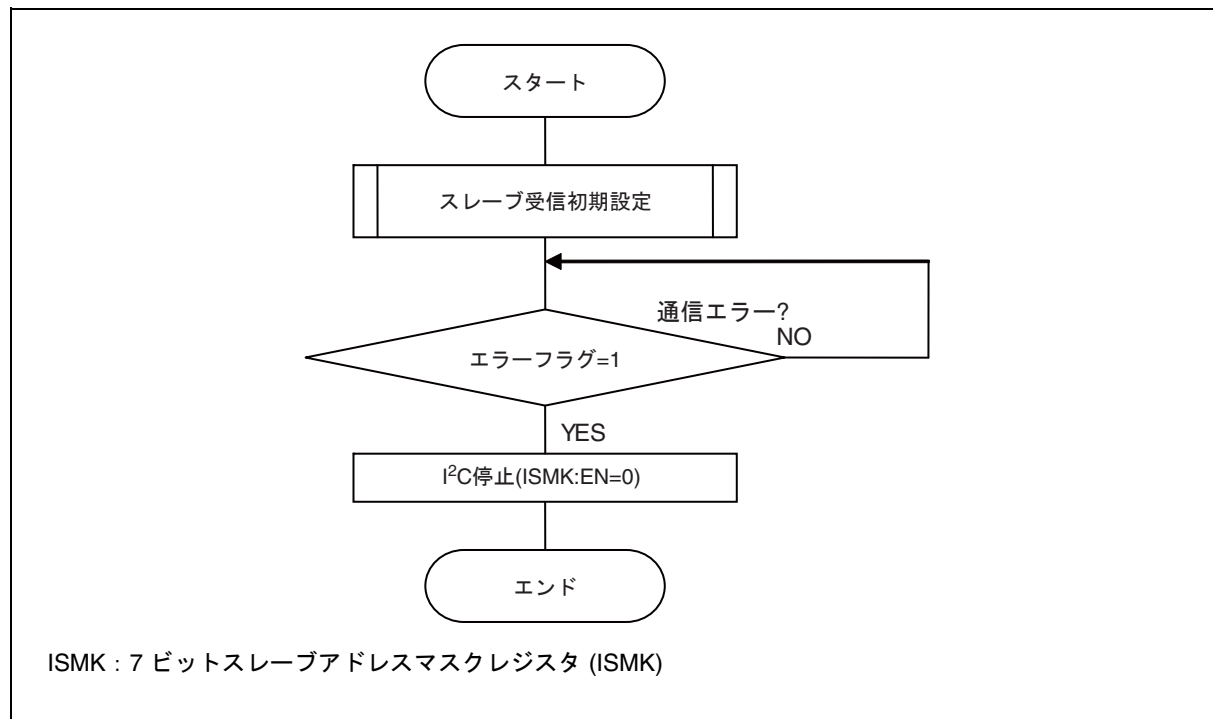 スタート
スレーブ受信初期設定
通信エラー?
NO
エラーフラグ=1
YES
I²C停止(ISMK:EN=0)
エンド
ISMK : 7 ビットスレーブアドレスマスクレジスタ (ISMK)